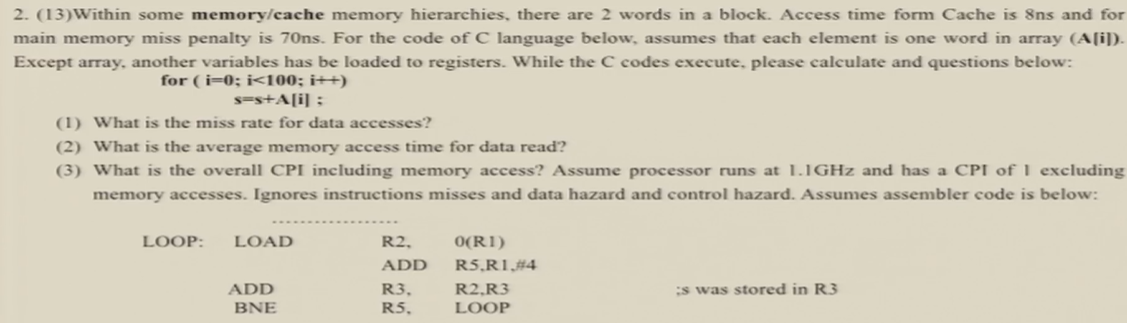 2. (13)Within some memory/cache memory hierarchies, there are 2 words in a block. Access time form Cache is 8ns and for
main memory miss penalty is 70ns. For the code of C language below, assumes that each element is one word in array (A[i]).
Except array, another variables has be loaded to registers. While the C codes execute, please calculate and questions below:
for ( i=0; i<100; i++)
s=s+A[i] ;
(1) What is the miss rate for data accesses?
(2) What is the average memory access time for data read?
(3) What is the overall CPI including memory access? Assume processor runs at 1.1GHz and has a CPI of 1 excluding
memory accesses. Ignores instructions misses and data hazard and control hazard. Assumes assembler code is below:
..................
LOOP: LOAD R2, 0(R1)
ADD R5,R1,#4
ADD R3, R2,R3 ;s was stored in R3
BNE R5, LOOP